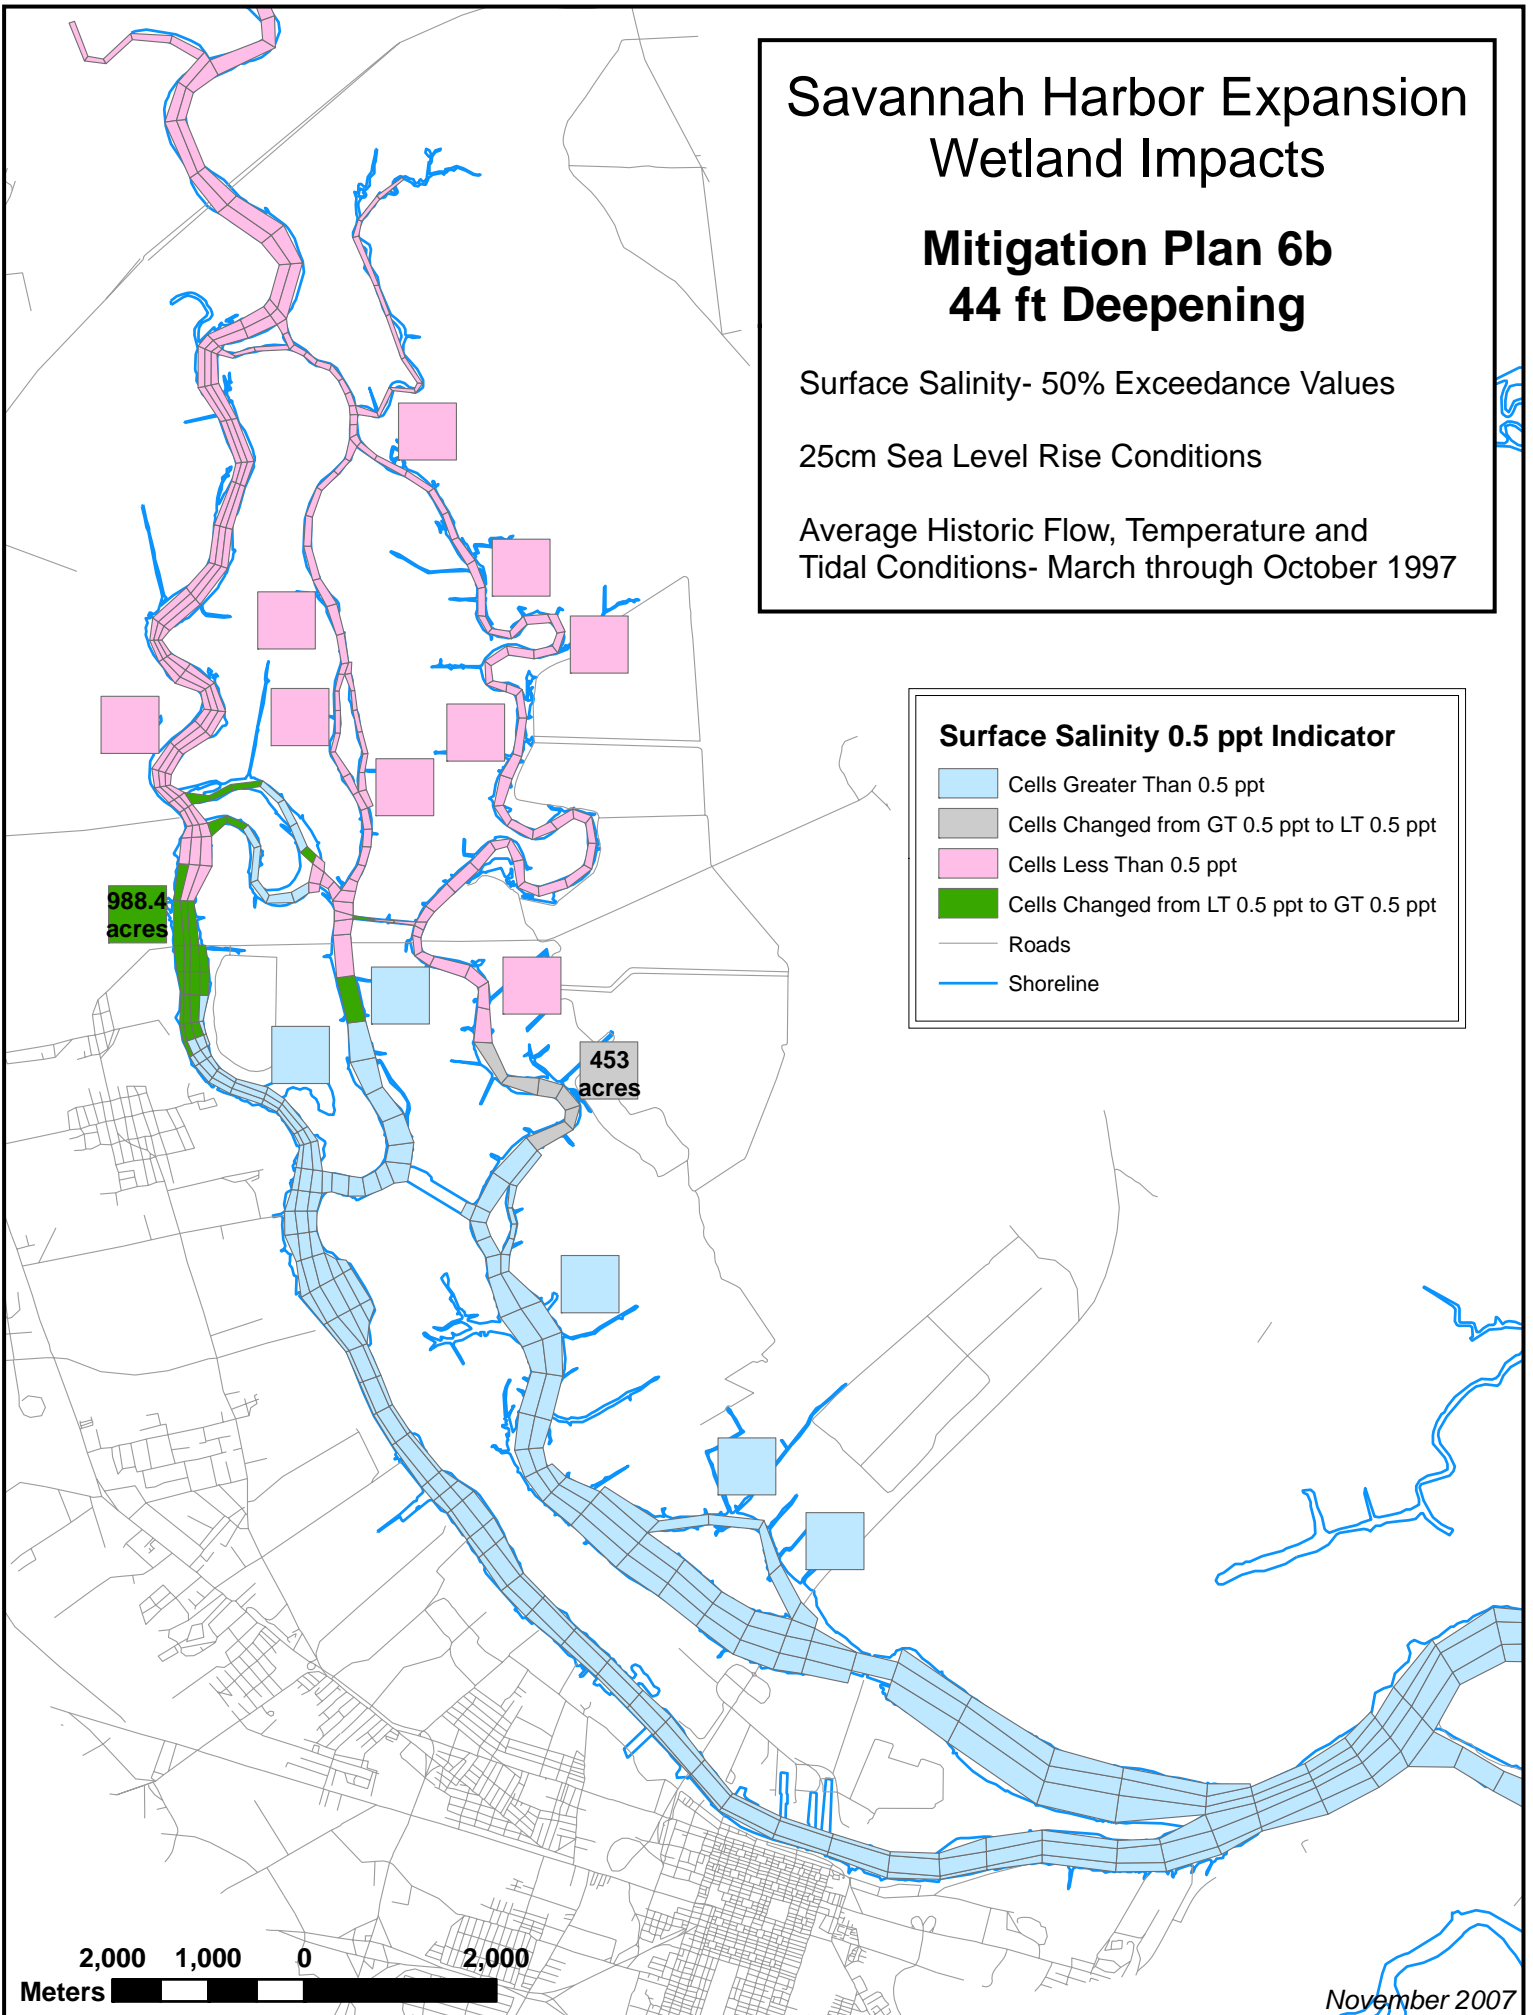 Savannah Harbor Expansion
Wetland Impacts
Mitigation Plan 6b
44 ft Deepening
Surface Salinity- 50% Exceedance Values
25cm Sea Level Rise Conditions
Average Historic Flow, Temperature and
Tidal Conditions- March through October 1997
Surface Salinity 0.5 ppt Indicator
Cells Greater Than 0.5 ppt
Cells Changed from GT 0.5 ppt to LT 0.5 ppt
Cells Less Than 0.5 ppt
Cells Changed from LT 0.5 ppt to GT 0.5 ppt
Roads
Shoreline
988.4
acres
453
acres
2,000 1,000 0 2,000
Meters
November 2007